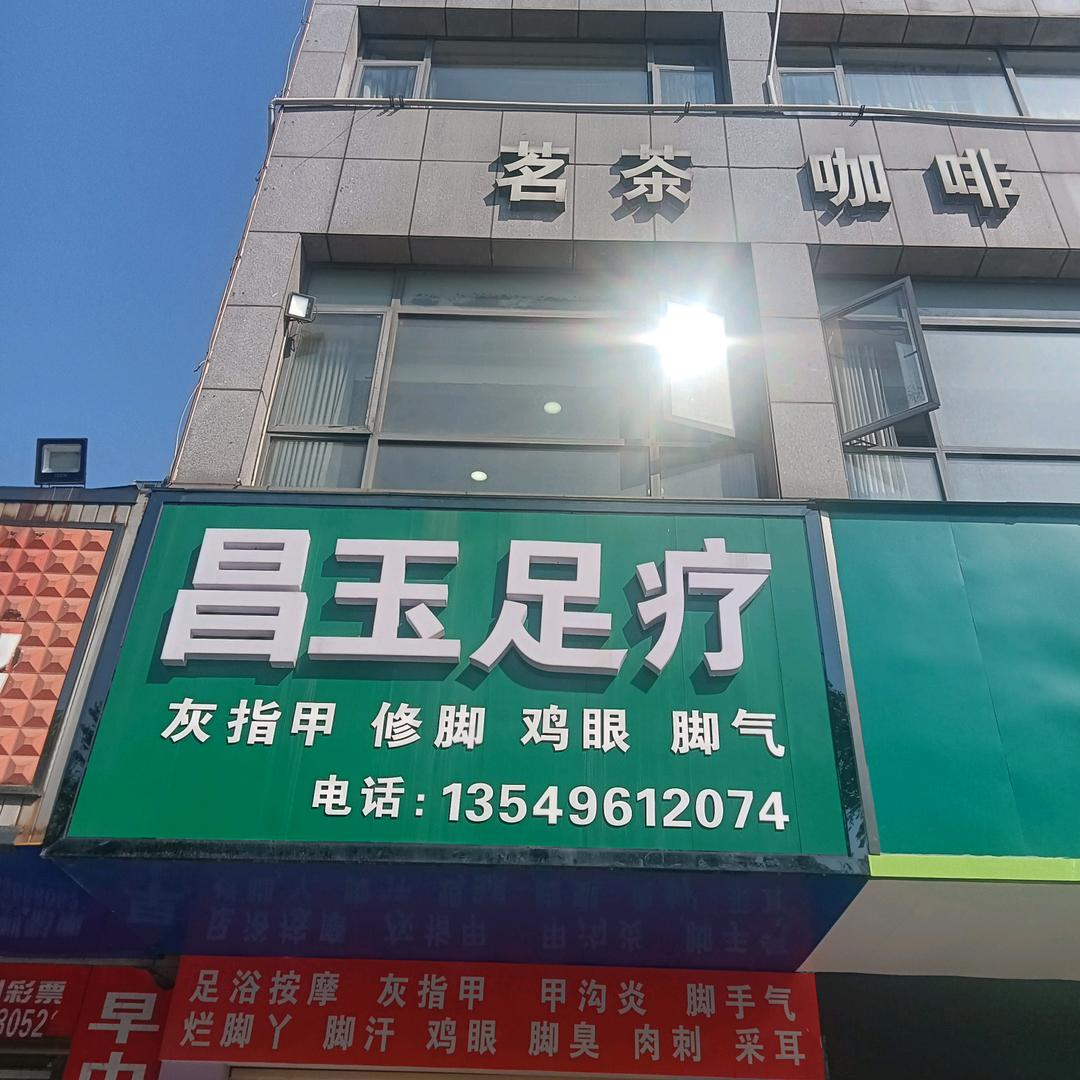 茗茶 咖啡
昌玉足疗
灰指甲 修脚 鸡眼 脚气
电话:13549612074
足浴按摩 灰指甲 甲沟炎 脚手气
烂脚丫 脚汗 鸡眼 脚臭 肉刺 采耳
彩票
8052
早